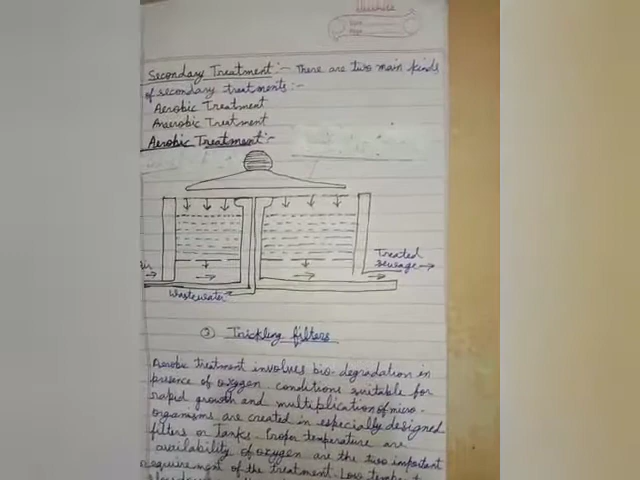 Secondary Treatment :- There are two main kinds
of secondary treatments :-
Aerobic Treatment
Anerobic Treatment
Aerobic Treatment :-
Treated
sewage
Wastewater
Trickling filters
Aerobic treatment involves bio-degradation in
presence of oxygen. conditions suitable for
rapid growth and multiplication of micro-
organisms are created in especially designed
filters or Tanks. Proper temperature are
availability of oxygen are the two important
requirement of the treatment. Low